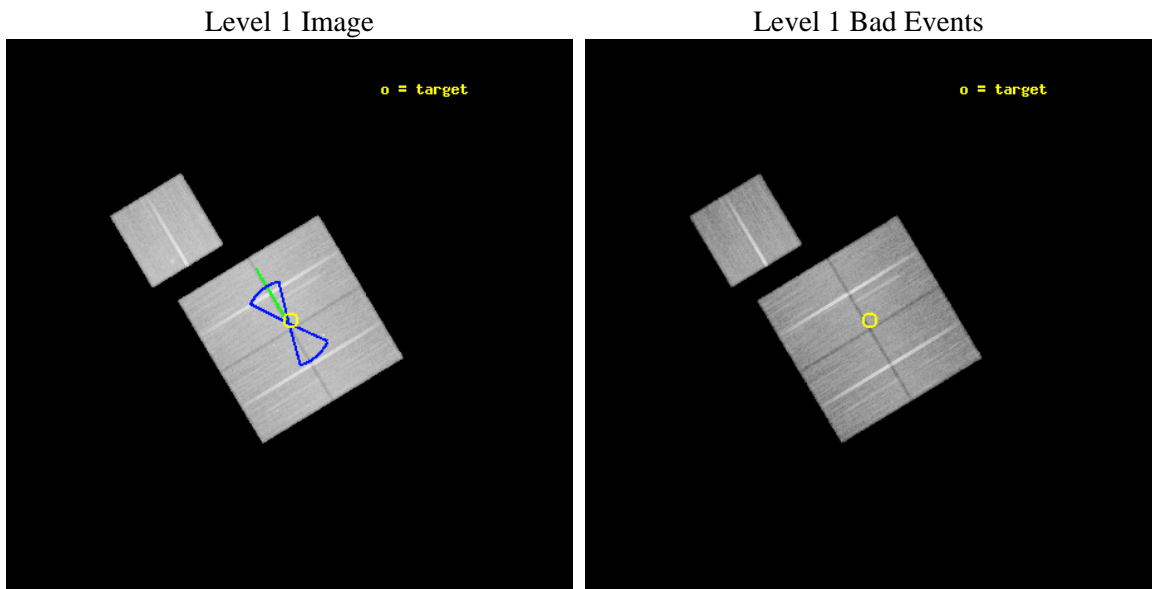 Level 1 Image
Level 1 Bad Events
o = target
o = target